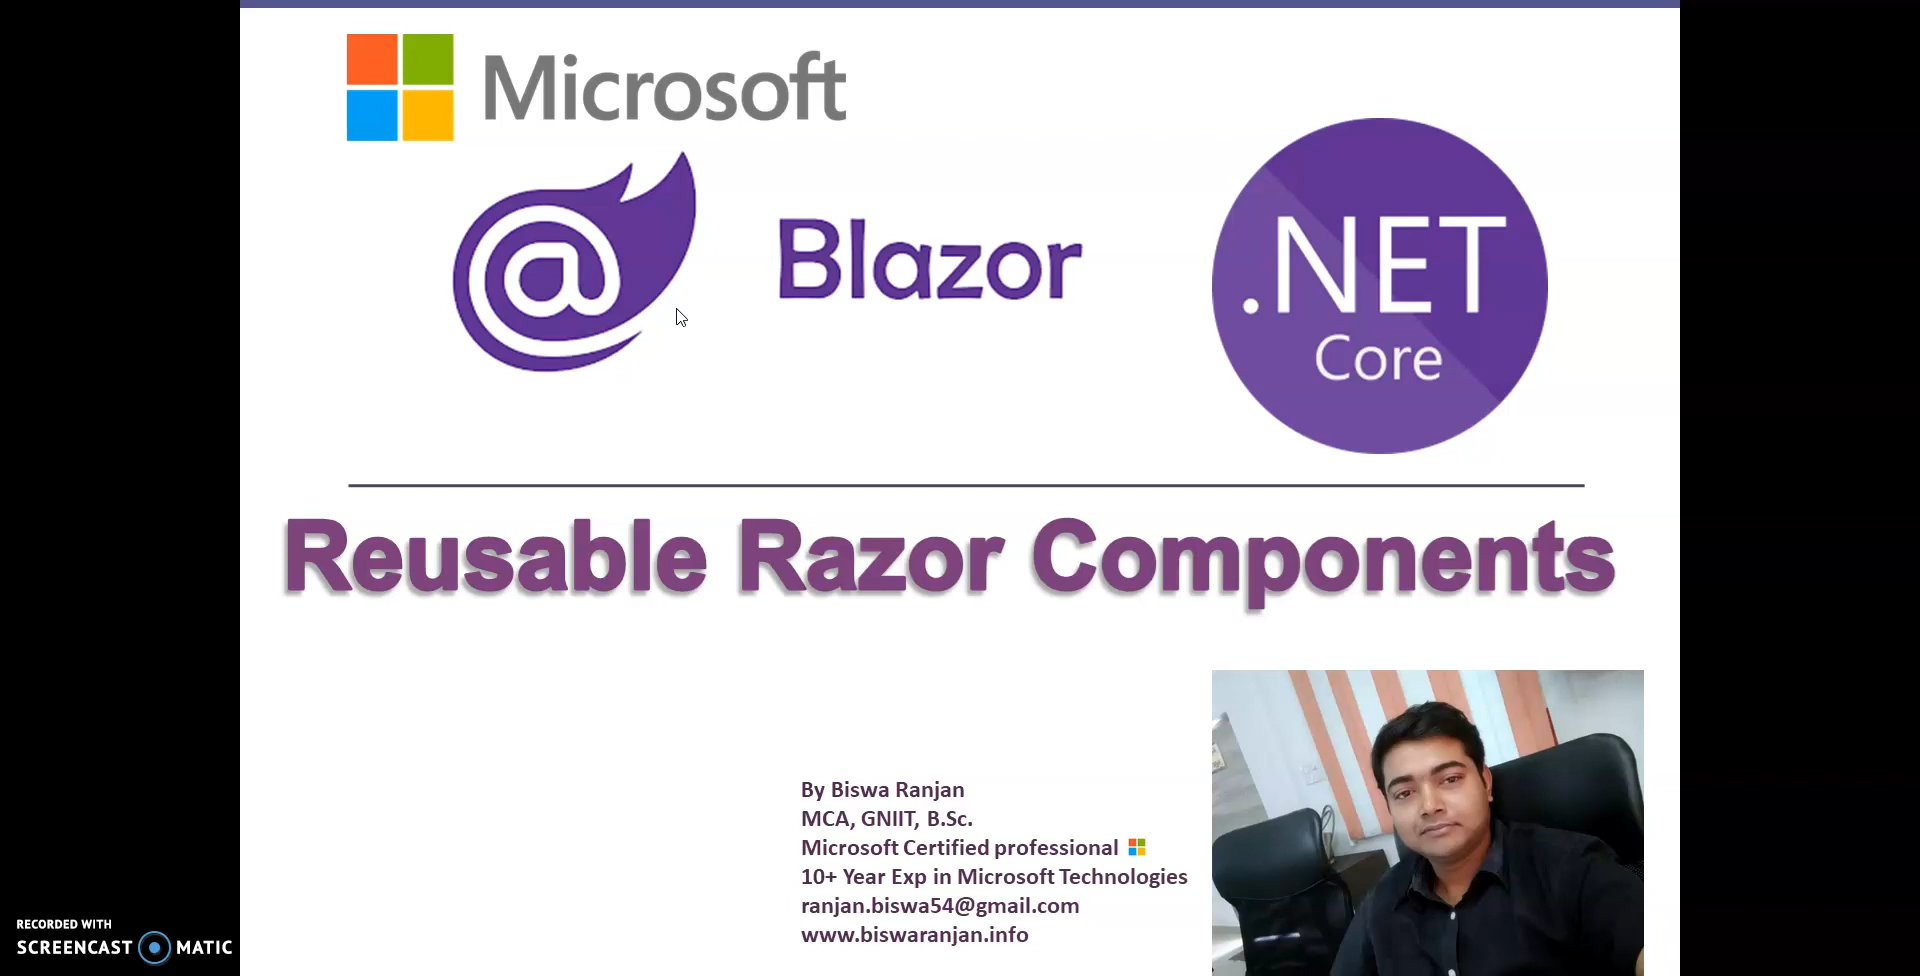 Microsoft
@ Blazor
.NET
Core
Reusable Razor Components
By Biswa Ranjan
MCA, GNIIT, B.Sc.
Microsoft Certified professional
10+ Year Exp in Microsoft Technologies
ranjan.biswa54@gmail.com
www.biswaranjan.info
RECORDED WITH
SCREENCAST MATIC